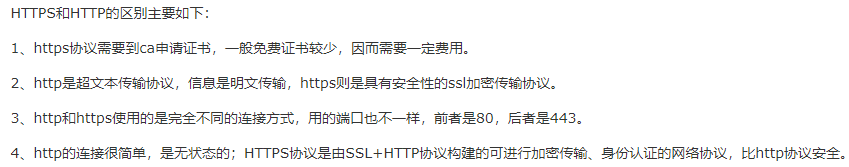 HTTPS和HTTP的区别主要如下：
1、https协议需要到ca申请证书，一般免费证书较少，因而需要一定费用。
2、http是超文本传输协议，信息是明文传输，https则是具有安全性的ssl加密传输协议。
3、http和https使用的是完全不同的连接方式，用的端口也不一样，前者是80，后者是443。
4、http的连接很简单，是无状态的；HTTPS协议是由SSL+HTTP协议构建的可进行加密传输、身份认证的网络协议，比http协议安全。